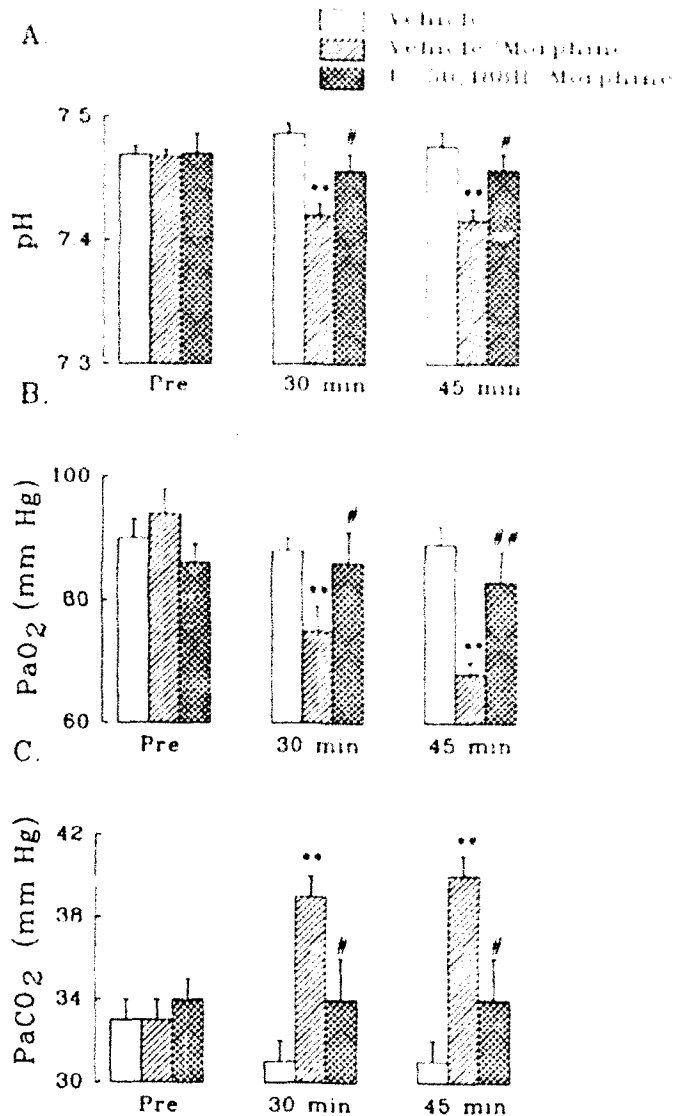 A.
Vehicle
Vehicle Morphine
Morphine
7.5
7.4
7.3
pH
** # ** #
Pre 30 min 45 min
B.
100
80
60
PaO2 (mm Hg)
** # ** ##
Pre 30 min 45 min
C.
42
38
34
30
PaCO2 (mm Hg)
** # ** #
Pre 30 min 45 min